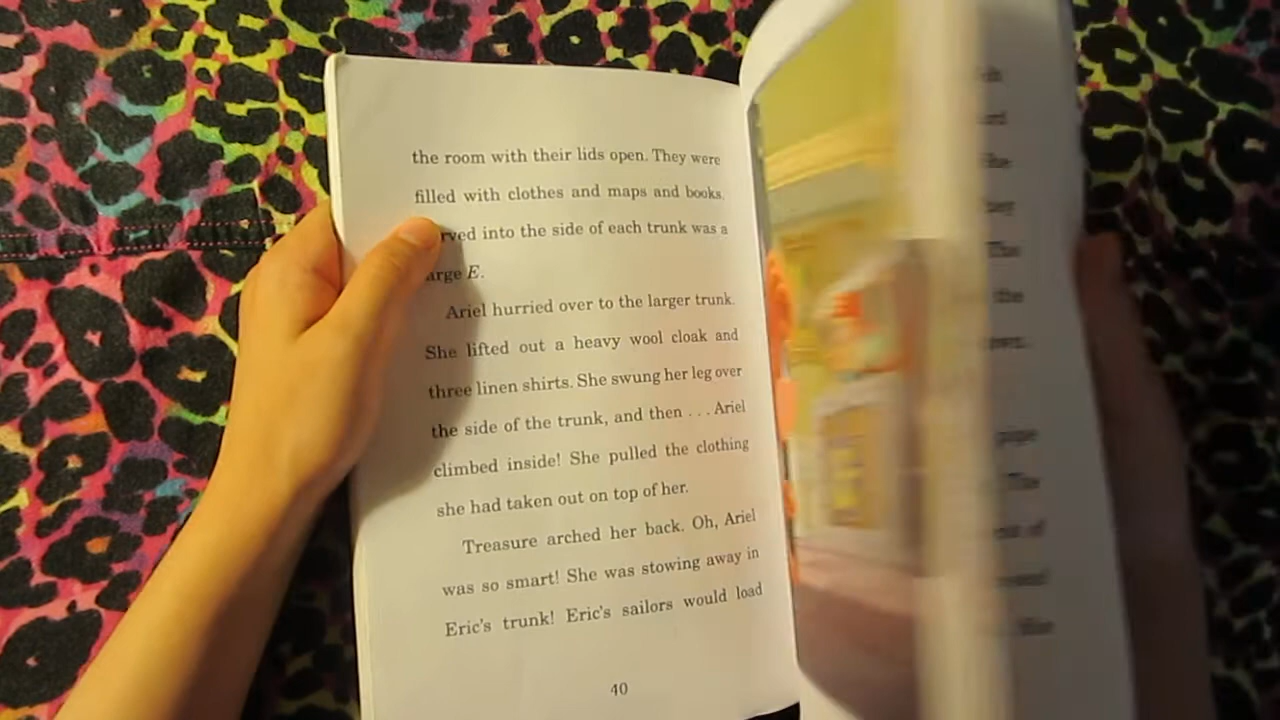 the room with their lids open. They were
filled with clothes and maps and books.
rved into the side of each trunk was a
arge E.
Ariel hurried over to the larger trunk.
She lifted out a heavy wool cloak and
three linen shirts. She swung her leg over
the side of the trunk, and then . . . Ariel
climbed inside! She pulled the clothing
she had taken out on top of her.
Treasure arched her back. Oh, Ariel
was so smart! She was stowing away in
Eric's trunk! Eric's sailors would load
40
The
the
pipe
The